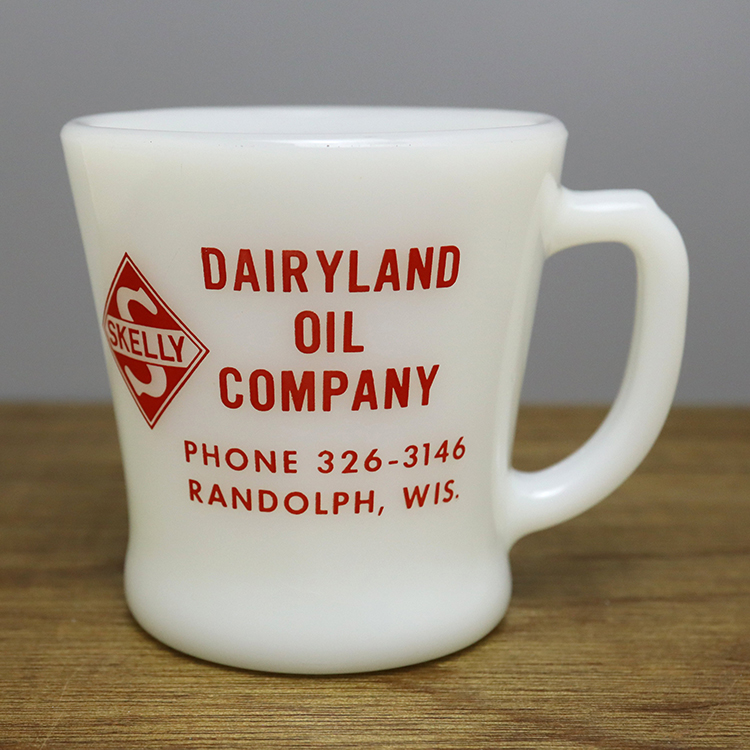 SKELLY
S
DAIRYLAND
OIL
COMPANY
PHONE 326-3146
RANDOLPH, WIS.